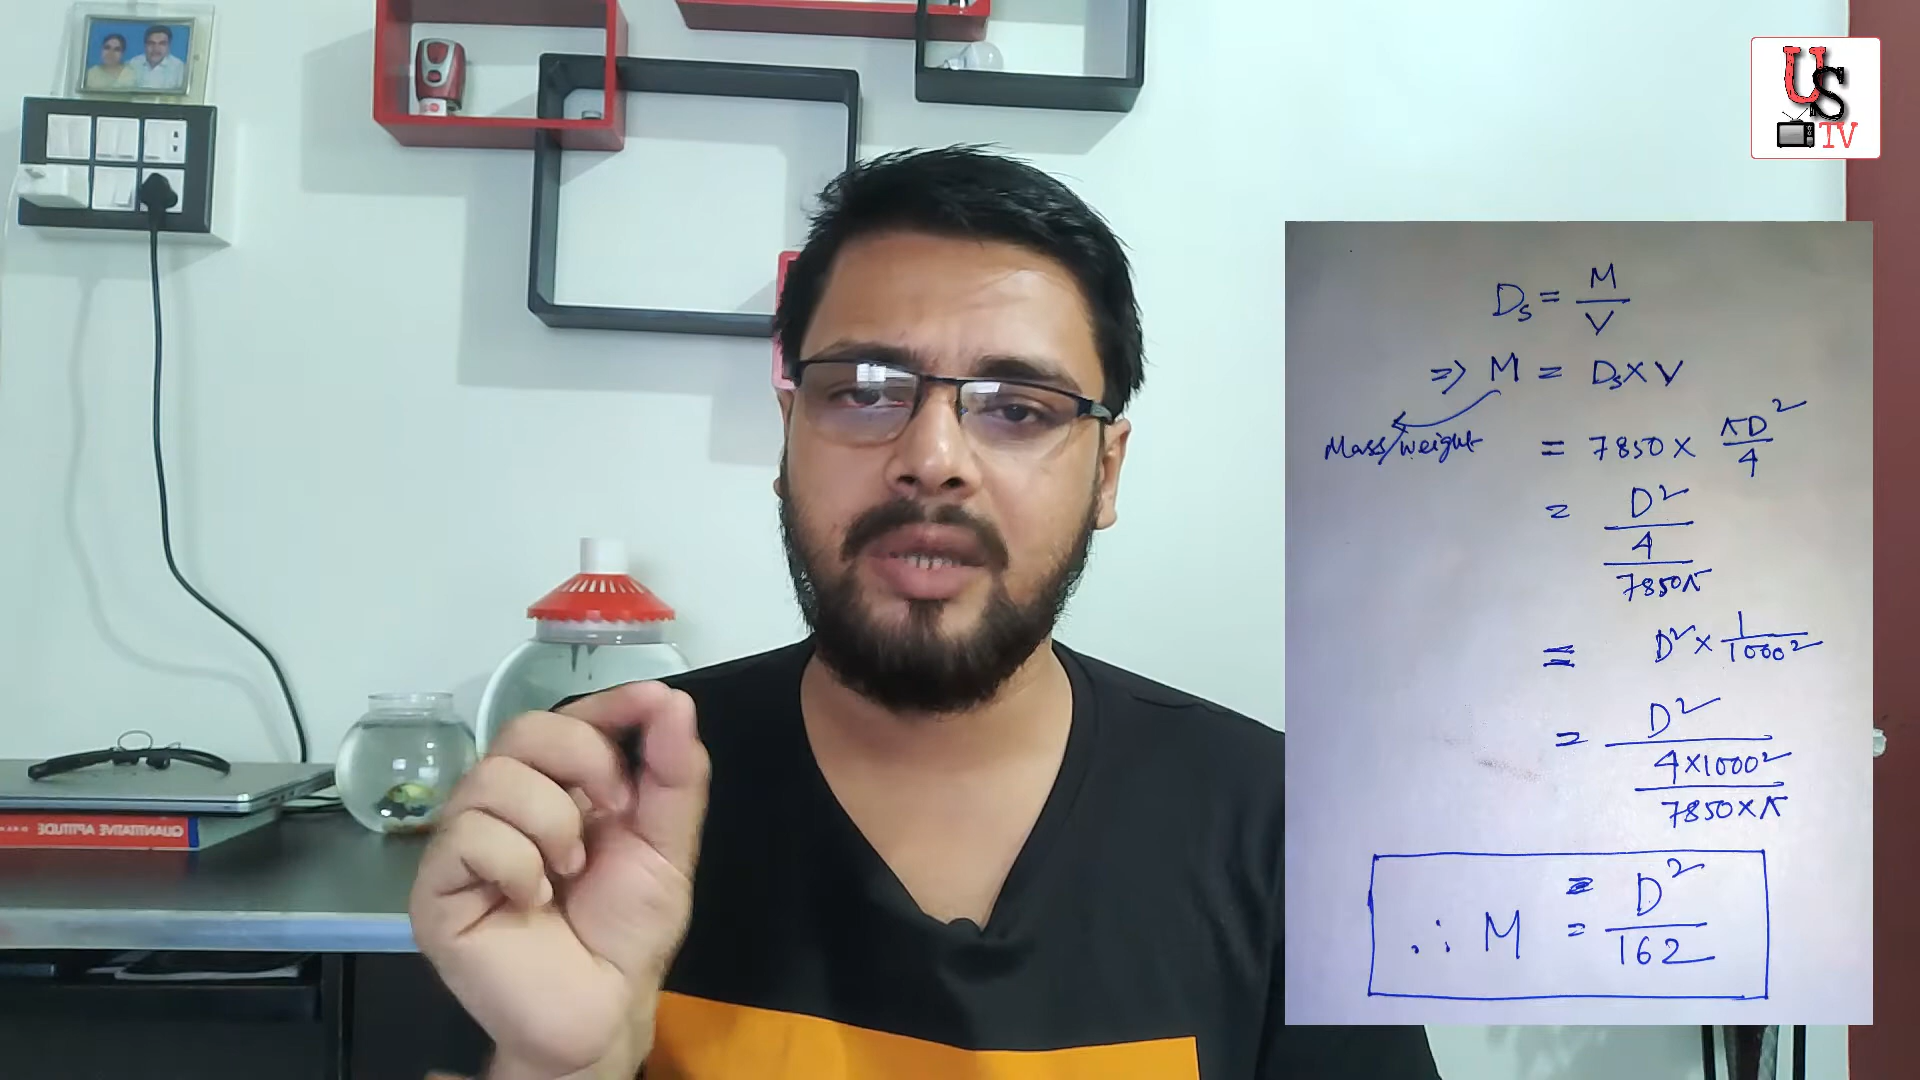 US
TV
Ds = M/V
=> M = Ds x V
Mass/weight
= 7850 x πD²/4
= D²/4/7850π
= D² x 1/1000²
= D²/4x1000²/7850xπ
∴ M = = D²/162
QUANTITATIVE APTITUDE